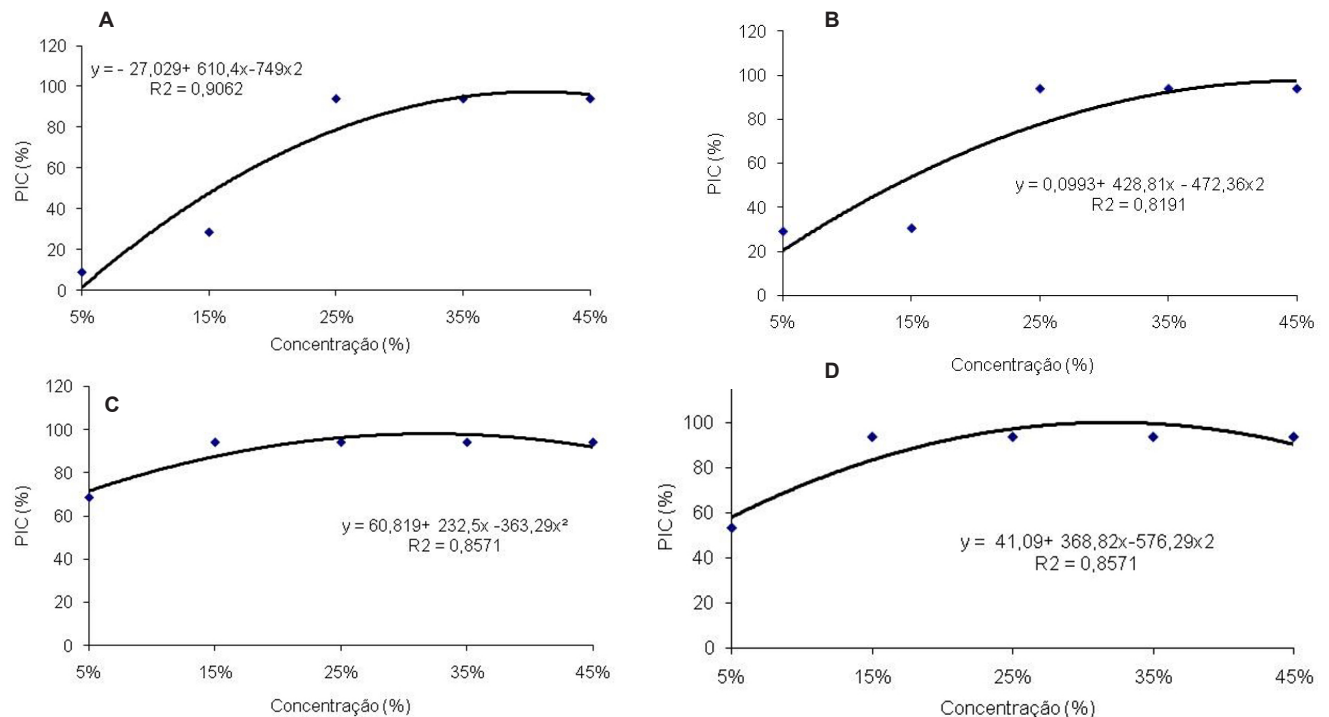 A
120
100
80
60
40
20
0
PIC (%)
y = - 27,029+ 610,4x-749x2
R2 = 0,9062
5% 15% 25% 35% 45%
Concentração (%)
B
120
100
80
60
40
20
0
PIC (%)
y = 0,0993+ 428,81x - 472,36x2
R2 = 0,8191
5% 15% 25% 35% 45%
Concentração (%)
C
120
100
80
60
40
20
0
PIC (%)
y = 60,819+ 232,5x -363,29x²
R2 = 0,8571
5% 15% 25% 35% 45%
Concentração (%)
D
100
80
60
40
20
0
PIC (%)
y = 41,09+ 368,82x-576,29x2
R2 = 0,8571
5% 15% 25% 35% 45%
Concentração (%)